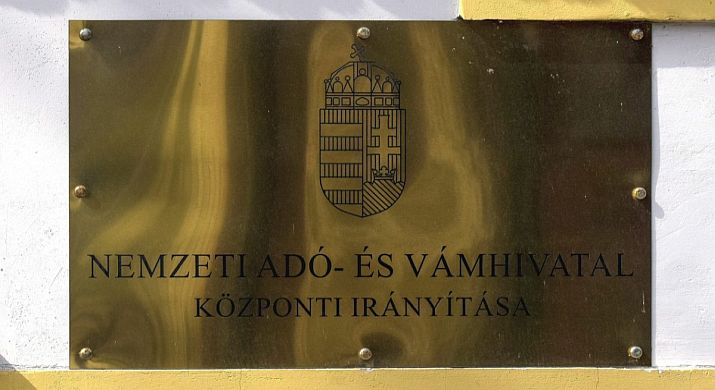 NEMZETI ADÓ- ÉS VÁMHIVATAL
KÖZPONTI IRÁNYÍTÁSA